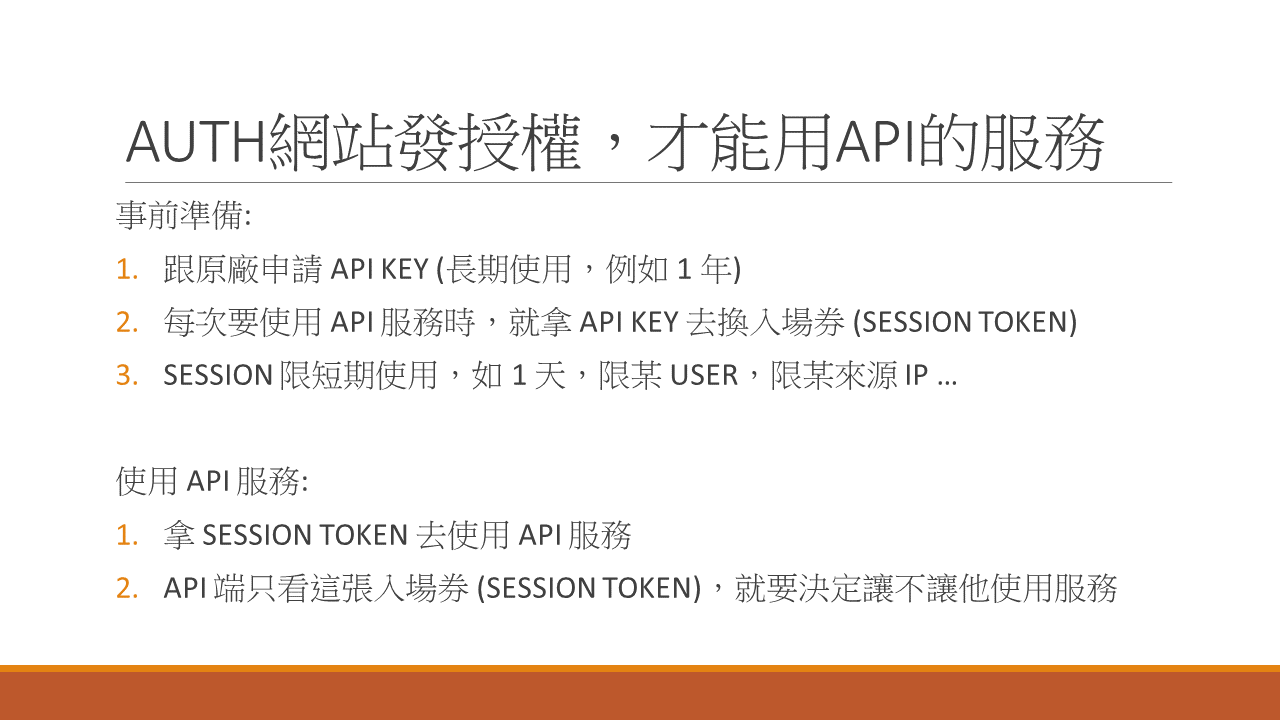 AUTH網站發授權，才能用API的服務
事前準備:
1. 跟原廠申請 API KEY (長期使用，例如 1 年)
2. 每次要使用 API 服務時，就拿 API KEY 去換入場券 (SESSION TOKEN)
3. SESSION 限短期使用，如 1 天，限某 USER，限某來源 IP …
使用 API 服務:
1. 拿 SESSION TOKEN 去使用 API 服務
2. API 端只看這張入場券 (SESSION TOKEN)，就要決定讓不讓他使用服務